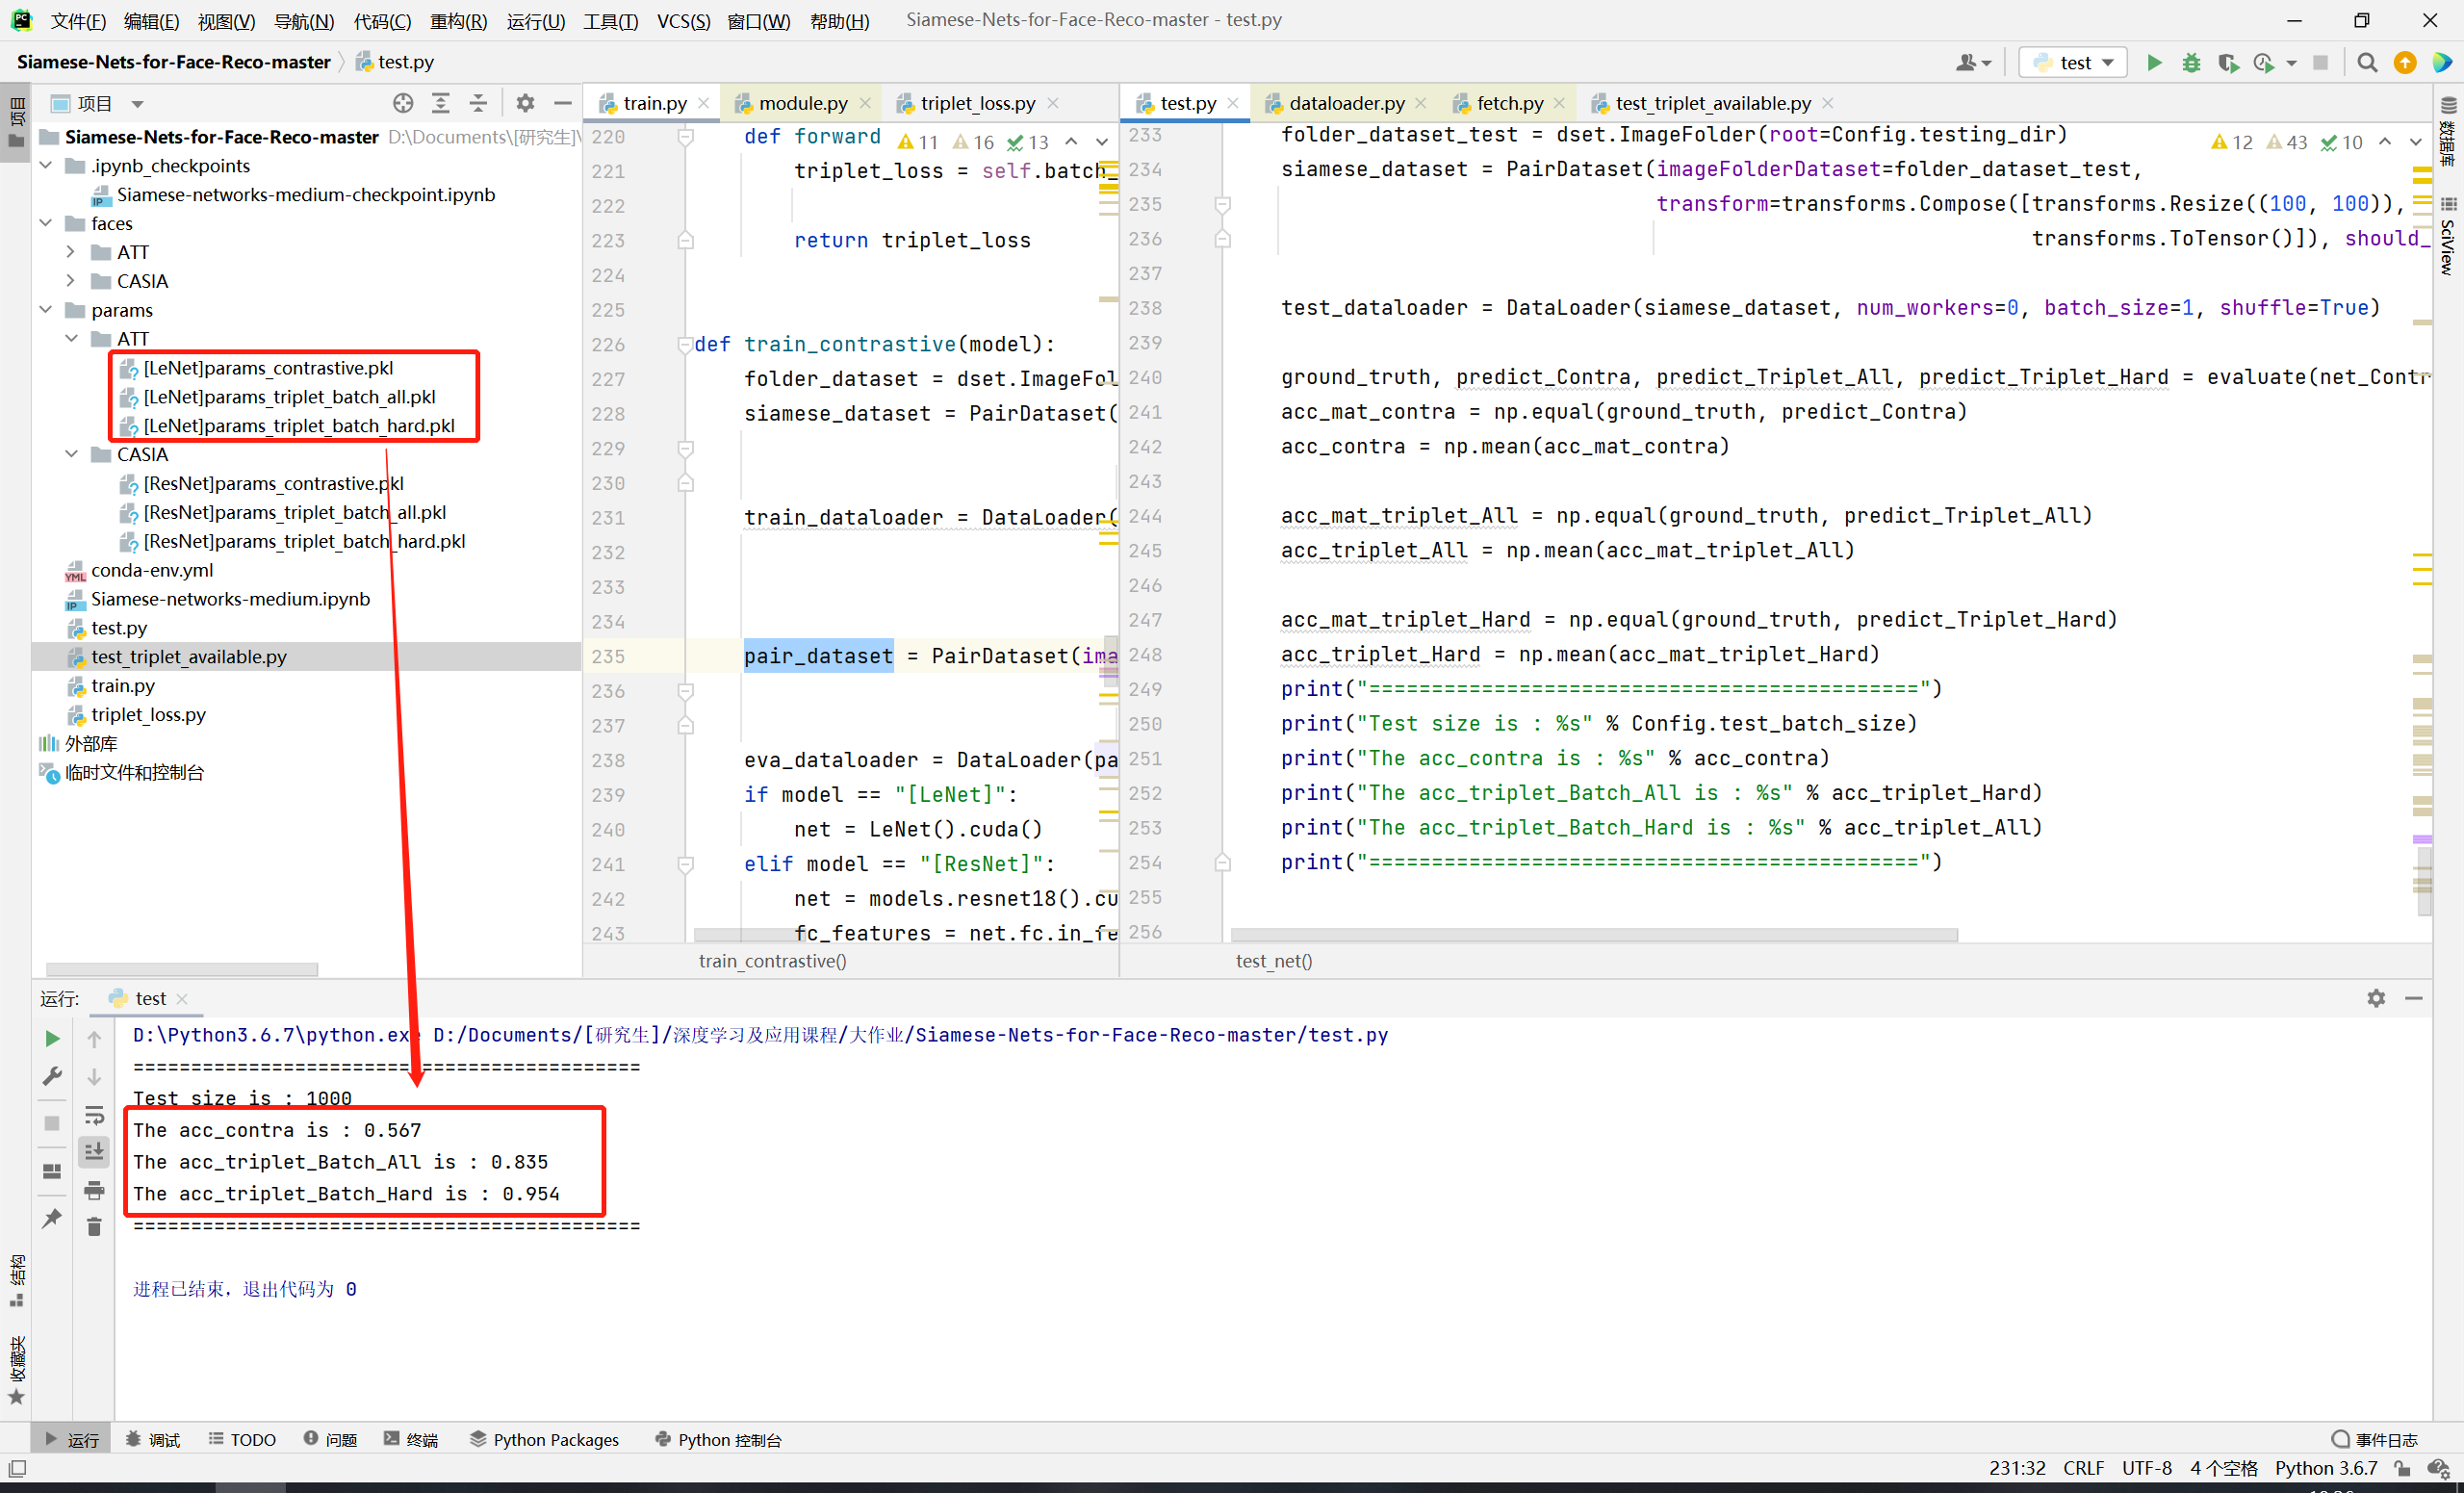 文件(F) 编辑(E) 视图(V) 导航(N) 代码(C) 重构(R) 运行(U) 工具(T) VCS(S) 窗口(W) 帮助(H) Siamese-Nets-for-Face-Reco-master - test.py
Siamese-Nets-for-Face-Reco-master test.py
test
项目
项目
Siamese-Nets-for-Face-Reco-master D:\Documents\[研究生]\
.ipynb_checkpoints
Siamese-networks-medium-checkpoint.ipynb
faces
ATT
CASIA
params
ATT
[LeNet]params_contrastive.pkl
[LeNet]params_triplet_batch_all.pkl
[LeNet]params_triplet_batch_hard.pkl
CASIA
[ResNet]params_contrastive.pkl
[ResNet]params_triplet_batch_all.pkl
[ResNet]params_triplet_batch_hard.pkl
conda-env.yml
Siamese-networks-medium.ipynb
test.py
test_triplet_available.py
train.py
triplet_loss.py
外部库
临时文件和控制台
train.py module.py triplet_loss.py
11 16 13
220 def forward
221 triplet_loss = self.batch_
222
223 return triplet_loss
224
225
226 def train_contrastive(model):
227 folder_dataset = dset.ImageFol
228 siamese_dataset = PairDataset(
229
230
231 train_dataloader = DataLoader(
232
233
234
235 pair_dataset = PairDataset(ima
236
237
238 eva_dataloader = DataLoader(pa
239 if model == "[LeNet]":
240 net = LeNet().cuda()
241 elif model == "[ResNet]":
242 net = models.resnet18().cu
243 fc_features = net.fc.in_fe
train_contrastive()
test.py dataloader.py fetch.py test_triplet_available.py
12 43 10
233 folder_dataset_test = dset.ImageFolder(root=Config.testing_dir)
234 siamese_dataset = PairDataset(imageFolderDataset=folder_dataset_test,
235 transform=transforms.Compose([transforms.Resize((100, 100)),
236 transforms.ToTensor()]), should_
237
238 test_dataloader = DataLoader(siamese_dataset, num_workers=0, batch_size=1, shuffle=True)
239
240 ground_truth, predict_Contra, predict_Triplet_All, predict_Triplet_Hard = evaluate(net_Contr
241 acc_mat_contra = np.equal(ground_truth, predict_Contra)
242 acc_contra = np.mean(acc_mat_contra)
243
244 acc_mat_triplet_All = np.equal(ground_truth, predict_Triplet_All)
245 acc_triplet_All = np.mean(acc_mat_triplet_All)
246
247 acc_mat_triplet_Hard = np.equal(ground_truth, predict_Triplet_Hard)
248 acc_triplet_Hard = np.mean(acc_mat_triplet_Hard)
249 print("============================================")
250 print("Test size is : %s" % Config.test_batch_size)
251 print("The acc_contra is : %s" % acc_contra)
252 print("The acc_triplet_Batch_All is : %s" % acc_triplet_Hard)
253 print("The acc_triplet_Batch_Hard is : %s" % acc_triplet_All)
254 print("============================================")
255
256
test_net()
数据库
SciView
运行: test
D:\Python3.6.7\python.exe D:/Documents/[研究生]/深度学习及应用课程/大作业/Siamese-Nets-for-Face-Reco-master/test.py
============================================
Test size is : 1000
The acc_contra is : 0.567
The acc_triplet_Batch_All is : 0.835
The acc_triplet_Batch_Hard is : 0.954
============================================
进程已结束，退出代码为 0
结构
收藏夹
运行 调试 TODO 问题 终端 Python Packages Python 控制台 事件日志
231:32 CRLF UTF-8 4 个空格 Python 3.6.7